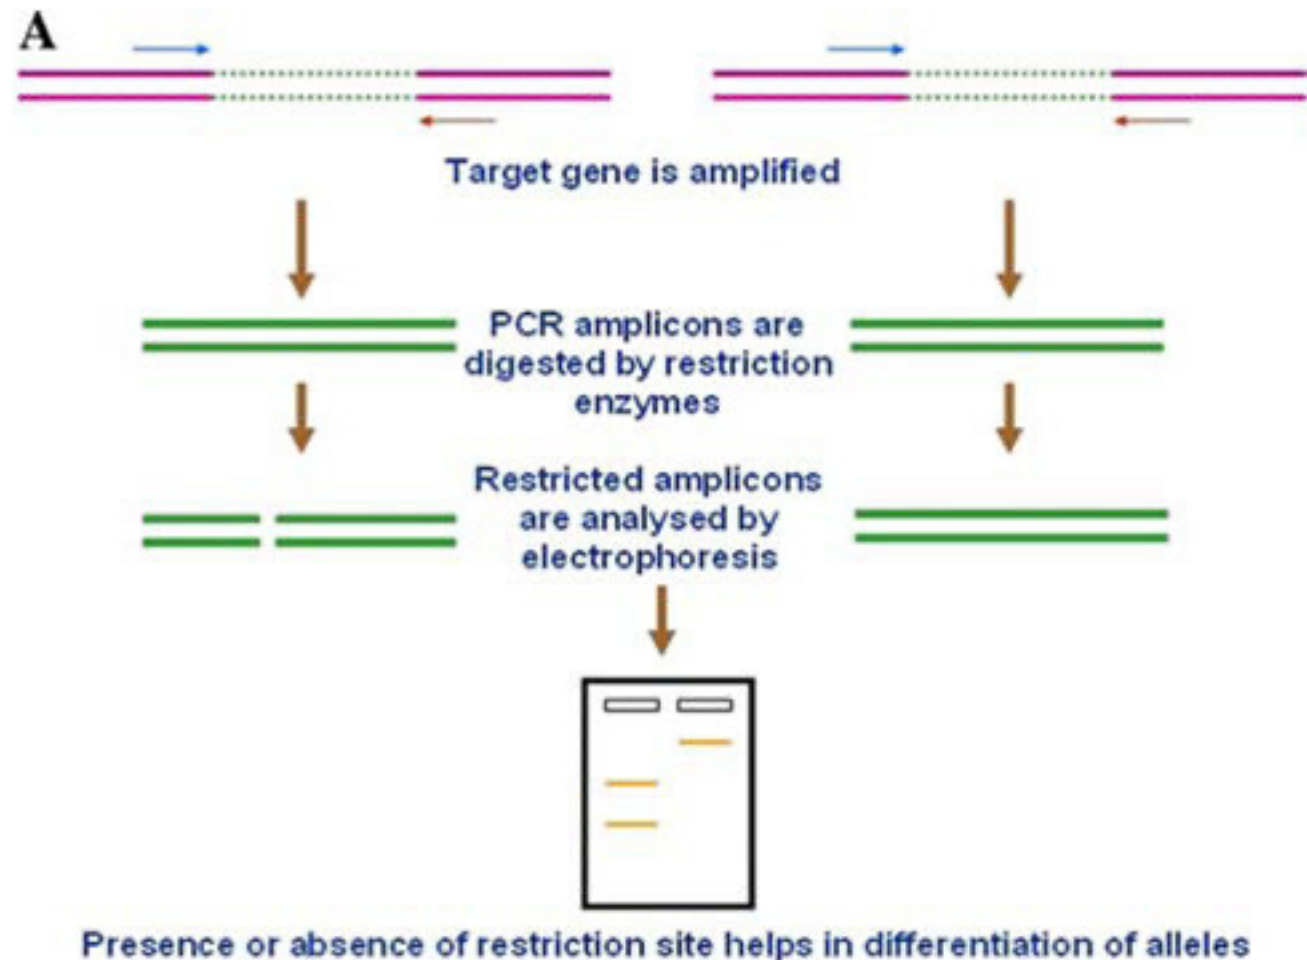 A
Target gene is amplified
PCR amplicons are
digested by restriction
enzymes
Restricted amplicons
are analysed by
electrophoresis
Presence or absence of restriction site helps in differentiation of alleles